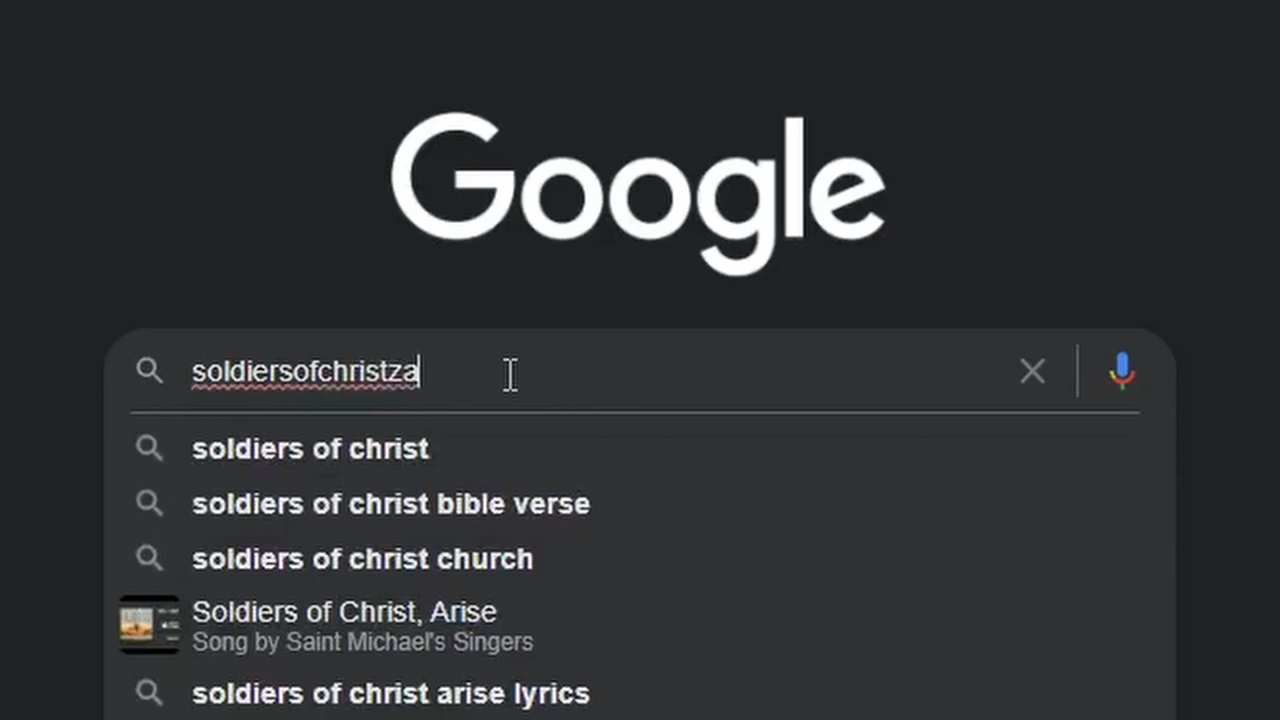 Google
soldiersofchristza
soldiers of christ
soldiers of christ bible verse
soldiers of christ church
Soldiers of Christ, Arise
Song by Saint Michael's Singers
soldiers of christ arise lyrics